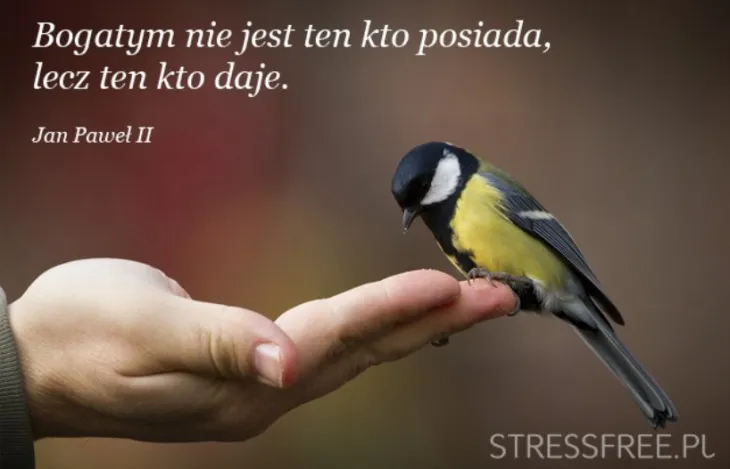 Bogatym nie jest ten kto posiada,
lecz ten kto daje.
Jan Paweł II
STRESSFREE.PL